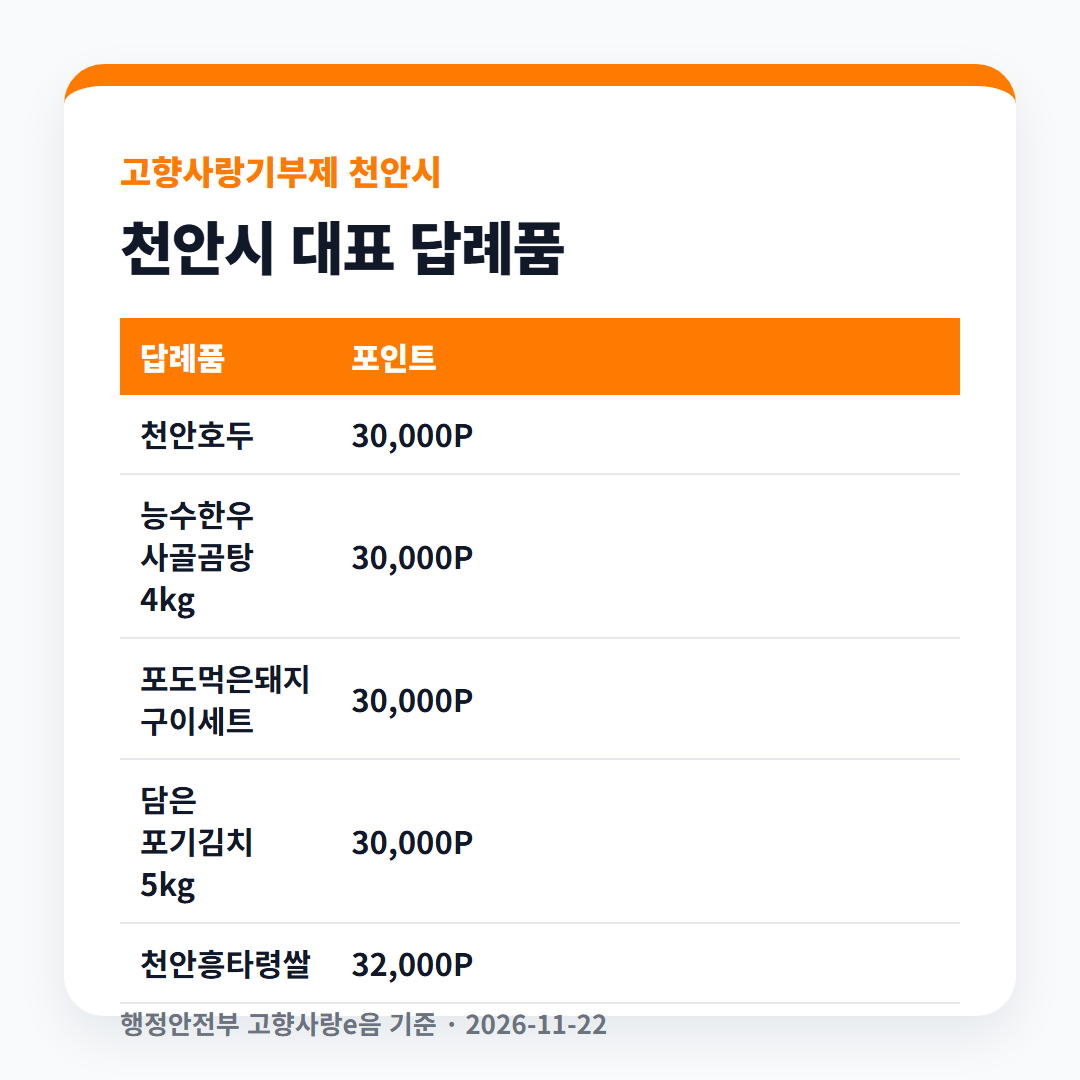 고향사랑기부제 천안시
천안시 대표 답례품
답례품 포인트
천안호두 30,000P
능수한우
사골곰탕 30,000P
4kg
포도먹은돼지
구이세트 30,000P
담은
포기김치 30,000P
5kg
천안흥타령쌀 32,000P
행정안전부 고향사랑e음 기준 · 2026-11-22